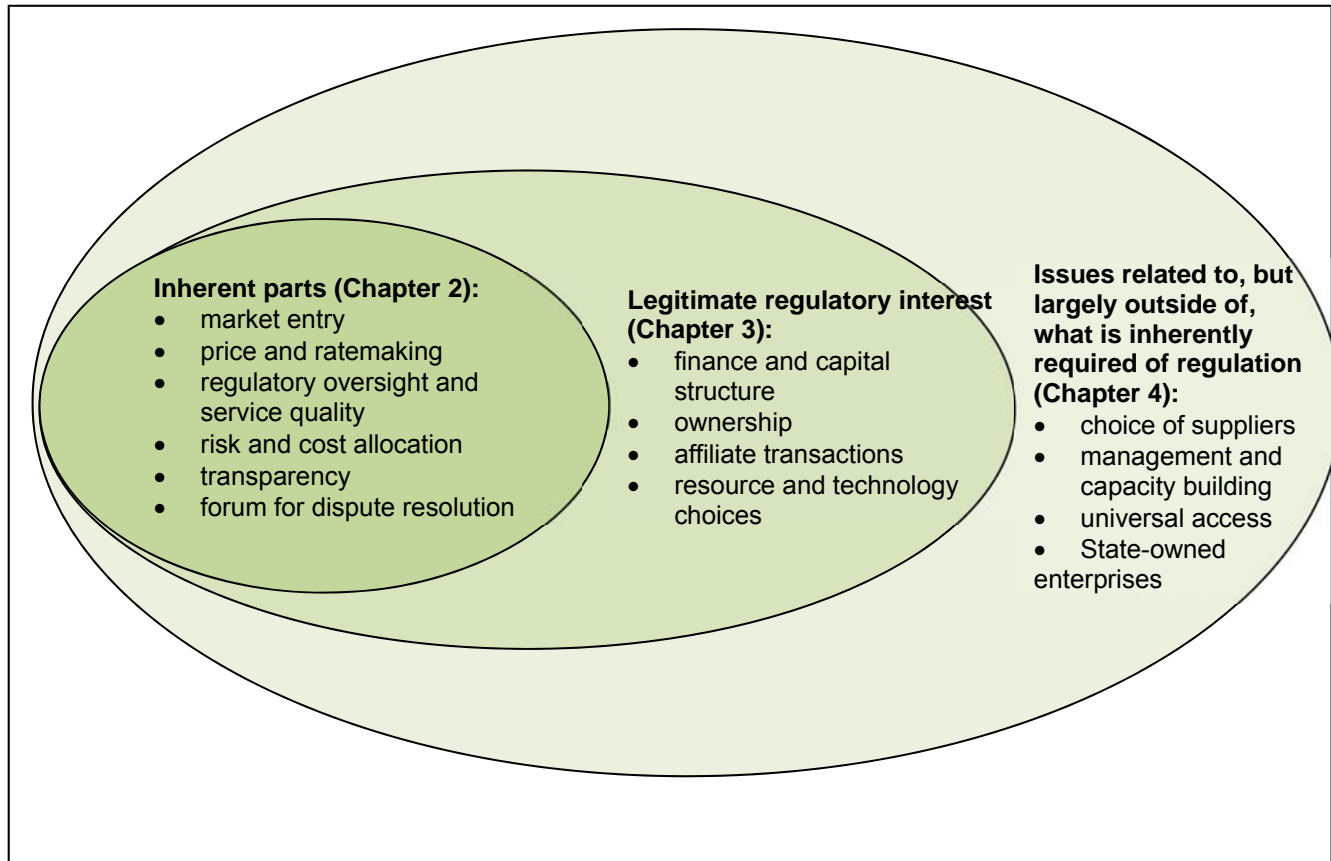 Inherent parts (Chapter 2):
• market entry
• price and ratemaking
• regulatory oversight and
service quality
• risk and cost allocation
• transparency
• forum for dispute resolution
Legitimate regulatory interest
(Chapter 3):
• finance and capital
structure
• ownership
• affiliate transactions
• resource and technology
choices
Issues related to, but
largely outside of,
what is inherently
required of regulation
(Chapter 4):
• choice of suppliers
• management and
capacity building
• universal access
• State-owned
enterprises